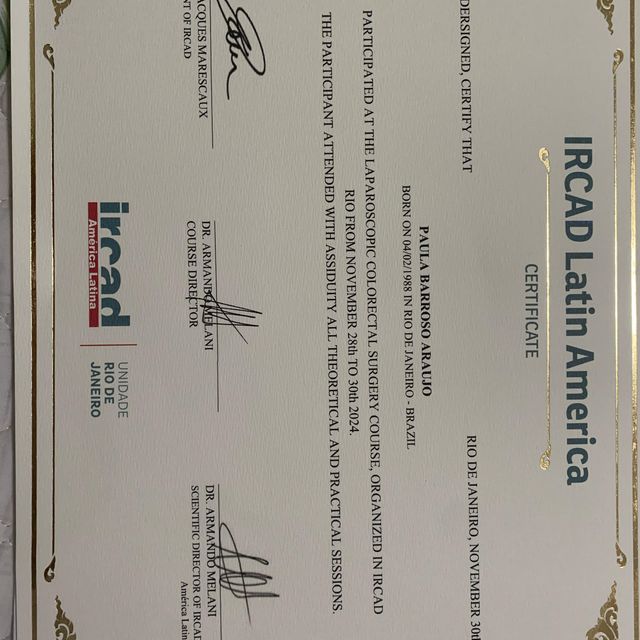 IRCAD Latin America
CERTIFICATE
RIO DE JANEIRO, NOVEMBER
DERSIGNED, CERTIFY THAT
PAULA BARROSO ARAUJO
BORN ON 04/02/1988 IN RIO DE JANEIRO - BRAZIL
PARTICIPATED AT THE LAPAROSCOPIC COLORECTAL SURGERY COURSE, ORGANIZED IN IRCAD
RIO FROM NOVEMBER 28th TO 30th 2024.
THE PARTICIPANT ATTENDED WITH ASSIDUITY ALL THEORETICAL AND PRACTICAL SESSIONS.
ACQUES MARESCAUX
NT OF IRCAD
DR. ARMANDO MELANI
COURSE DIRECTOR
DR. ARMANDO MELANI
SCIENTIFIC DIRECTOR OF IRCAD
América Latin
ircad
América Latina
UNIDADE
RIO DE
JANEIRO